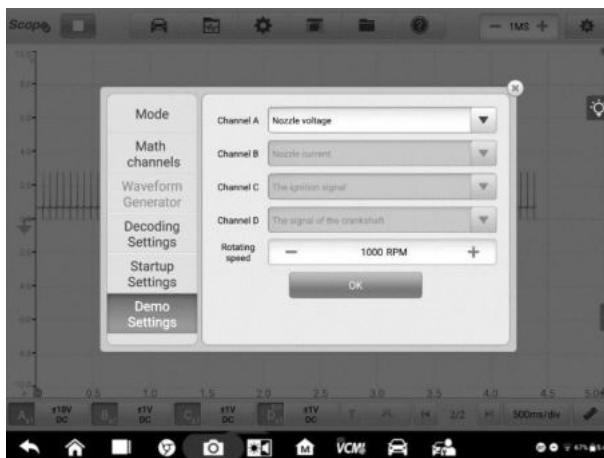 Scope
1MS
Mode
Math
channels
Waveform
Generator
Decoding
Settings
Startup
Settings
Demo
Settings
Channel A
Nozzle voltage
Channel B
Nozzle current
Channel C
The ignition signal
Channel D
The signal of the crankshaft
Rotating
speed
1000 RPM
OK
0.5 1.0 1.5 2.0 2.5 3.0 3.5 4.0 4.5
A ±10V DC
B ±1V DC
C ±1V DC
D ±1V DC
2/2
500ms/div
VCMI
67%